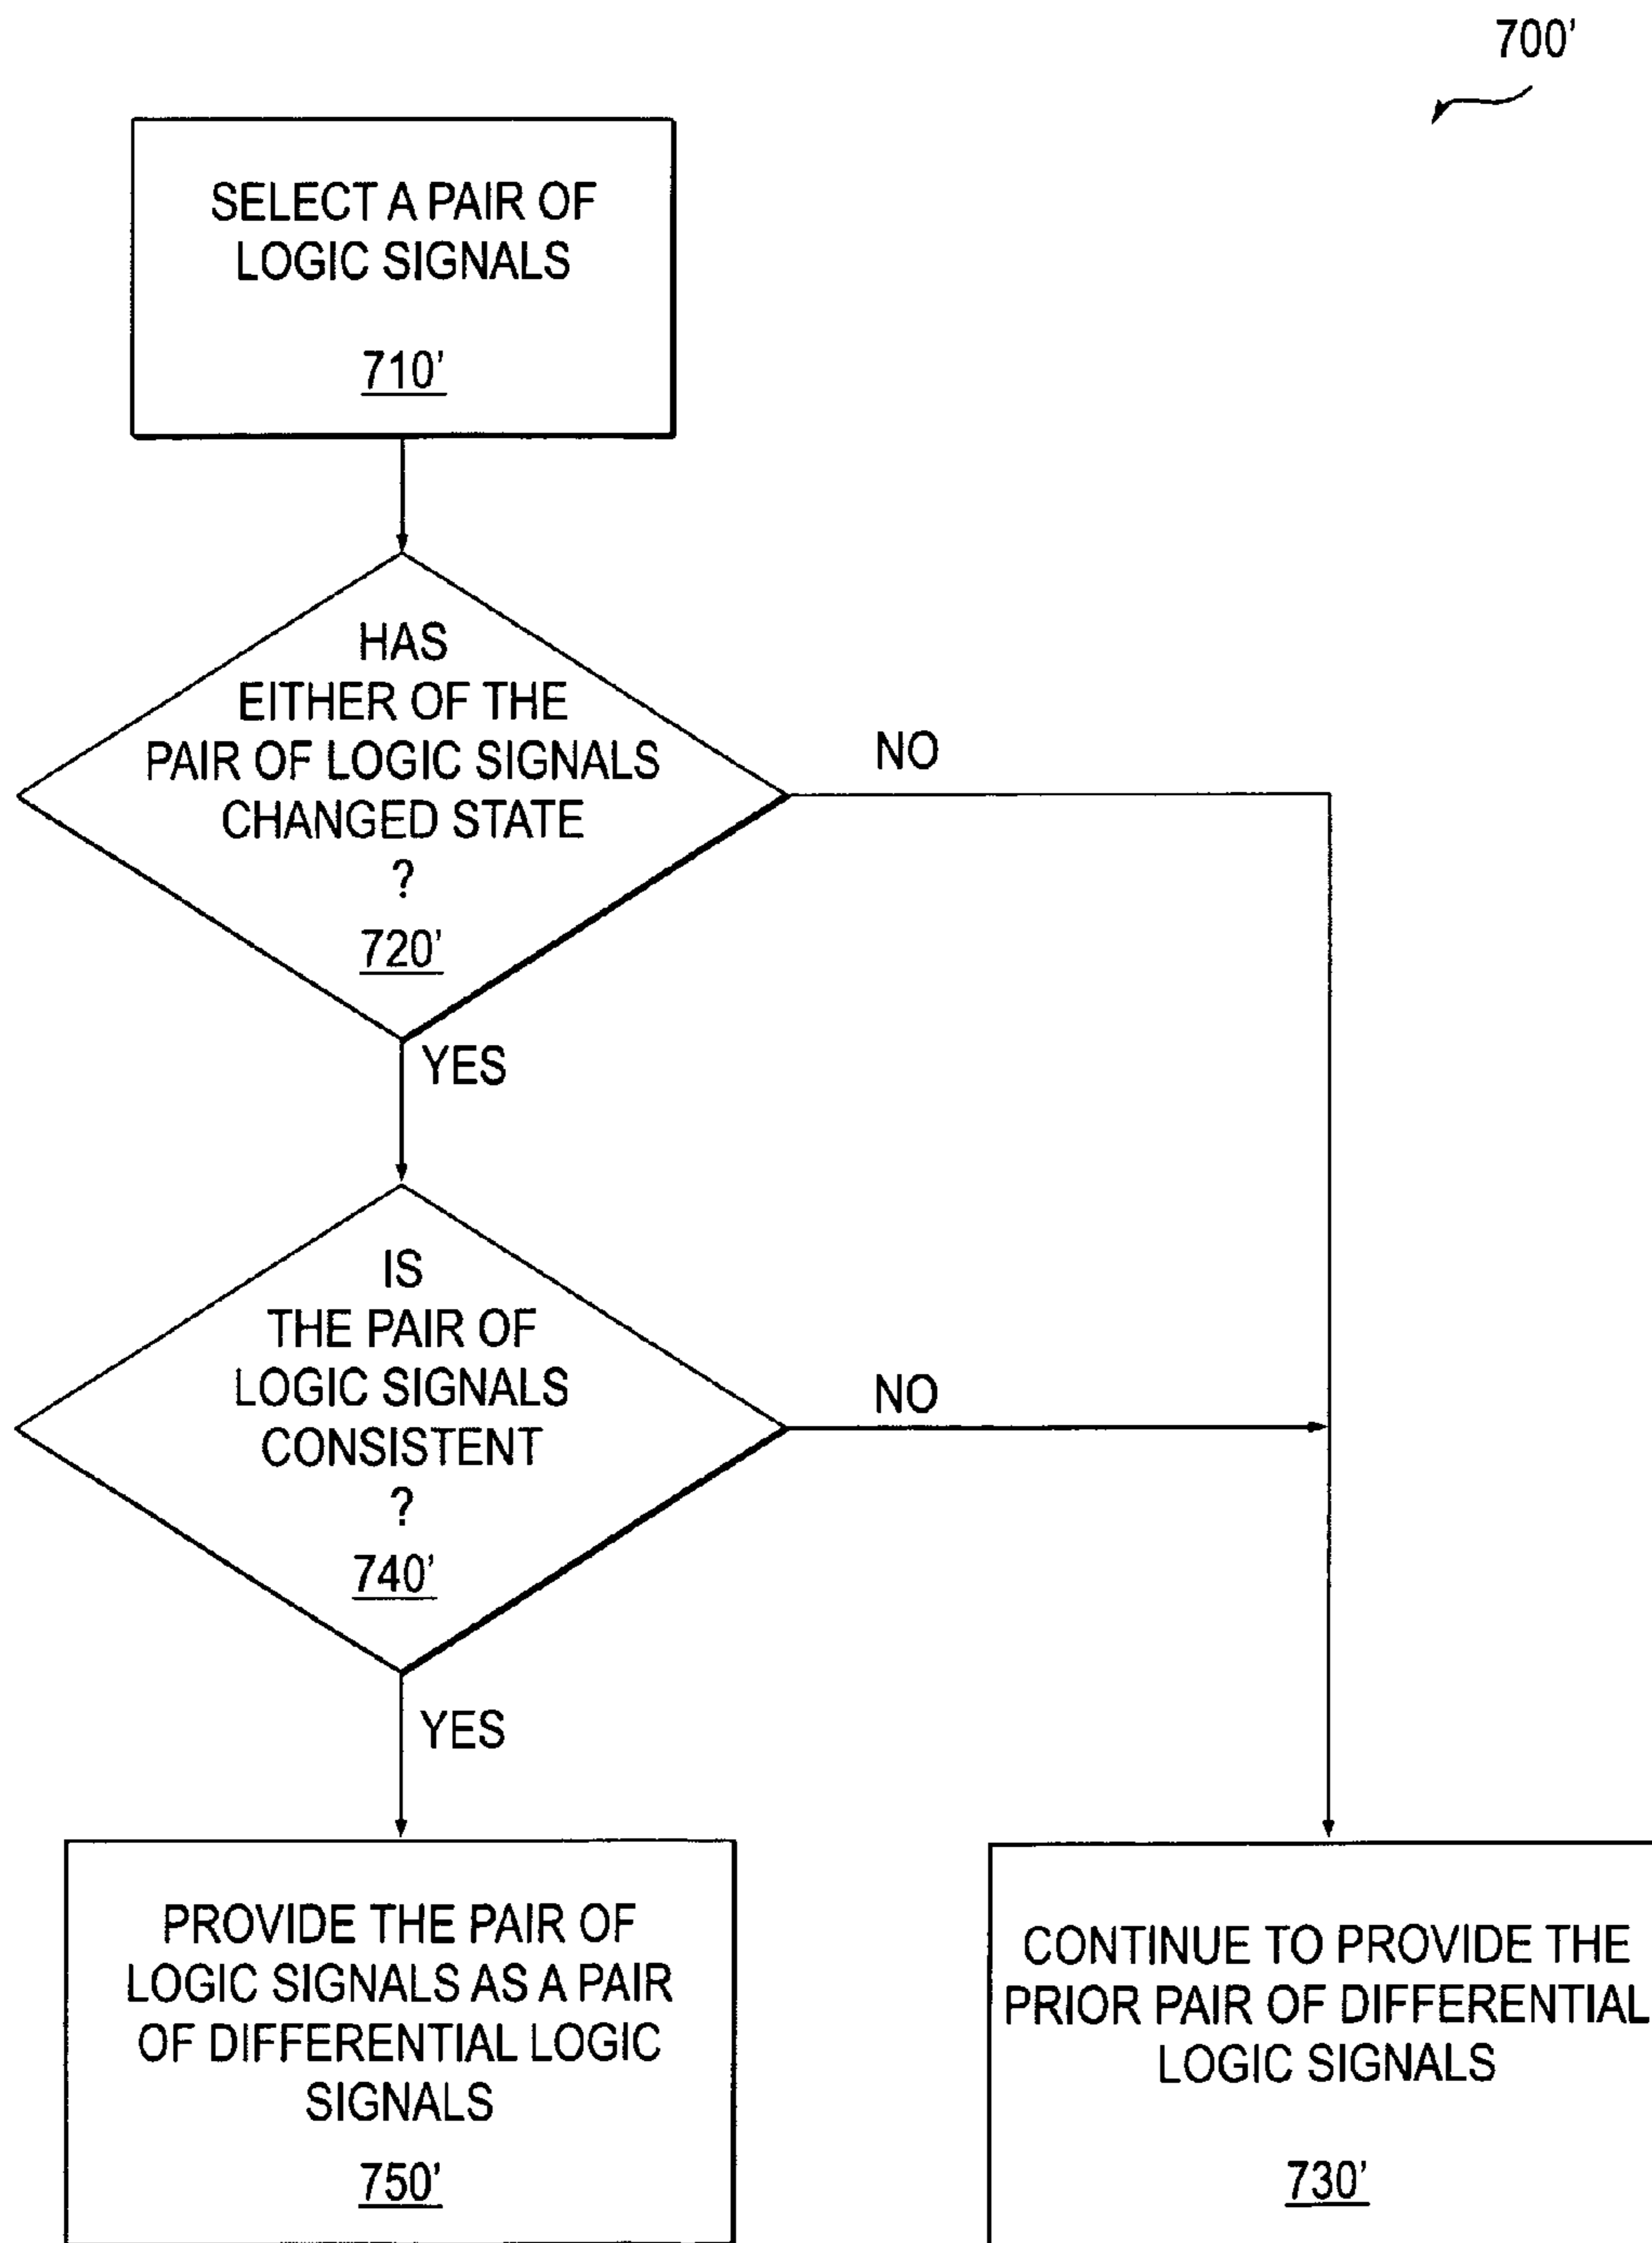 700'
SELECT A PAIR OF
LOGIC SIGNALS
710'
HAS
EITHER OF THE
PAIR OF LOGIC SIGNALS
CHANGED STATE
?
720'
NO
YES
IS
THE PAIR OF
LOGIC SIGNALS
CONSISTENT
?
740'
NO
YES
PROVIDE THE PAIR OF
LOGIC SIGNALS AS A PAIR
OF DIFFERENTIAL LOGIC
SIGNALS
750'
CONTINUE TO PROVIDE THE
PRIOR PAIR OF DIFFERENTIAL
LOGIC SIGNALS
730'